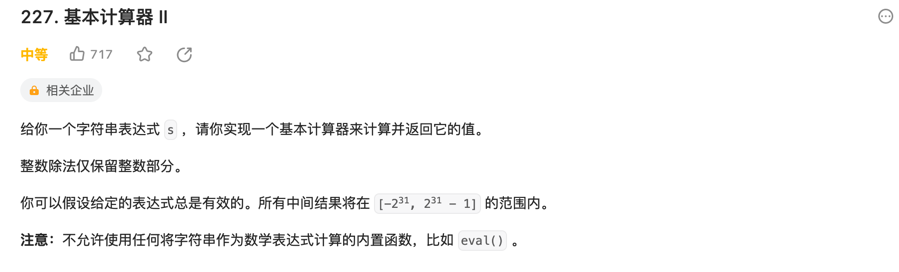 227. 基本计算器 II
中等 717
相关企业
给你一个字符串表达式 s ，请你实现一个基本计算器来计算并返回它的值。
整数除法仅保留整数部分。
你可以假设给定的表达式总是有效的。所有中间结果将在 [-2³¹, 2³¹ - 1] 的范围内。
注意：不允许使用任何将字符串作为数学表达式计算的内置函数，比如 eval() 。